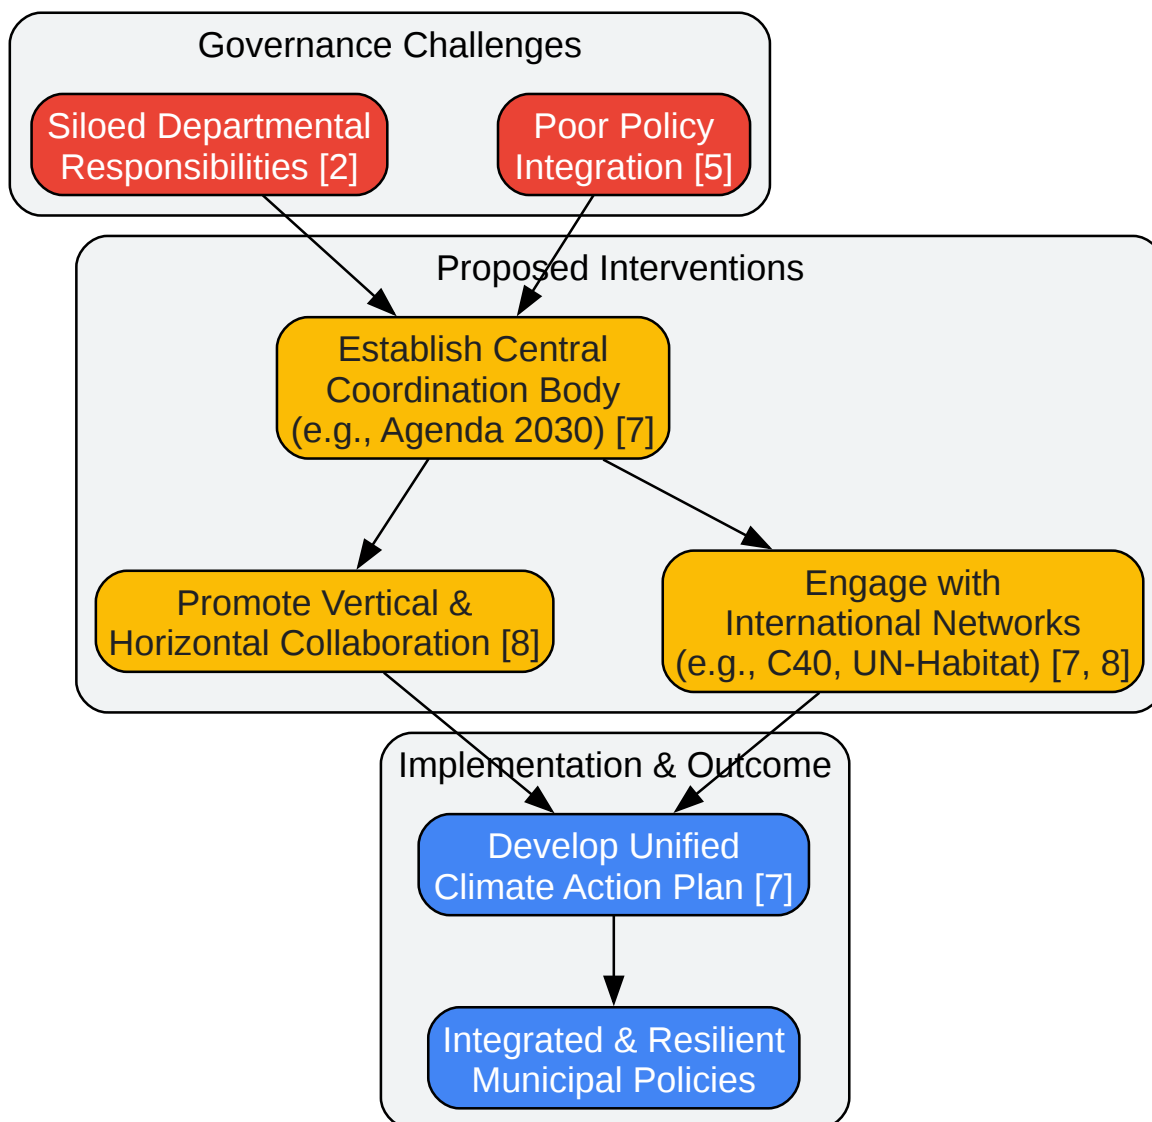 Governance Challenges
Siloed Departmental
Responsibilities [2]
Poor Policy
Integration [5]
Proposed Interventions
Establish Central
Coordination Body
(e.g., Agenda 2030) [7]
Promote Vertical &
Horizontal Collaboration [8]
Engage with
International Networks
(e.g., C40, UN-Habitat) [7, 8]
Implementation & Outcome
Develop Unified
Climate Action Plan [7]
Integrated & Resilient
Municipal Policies